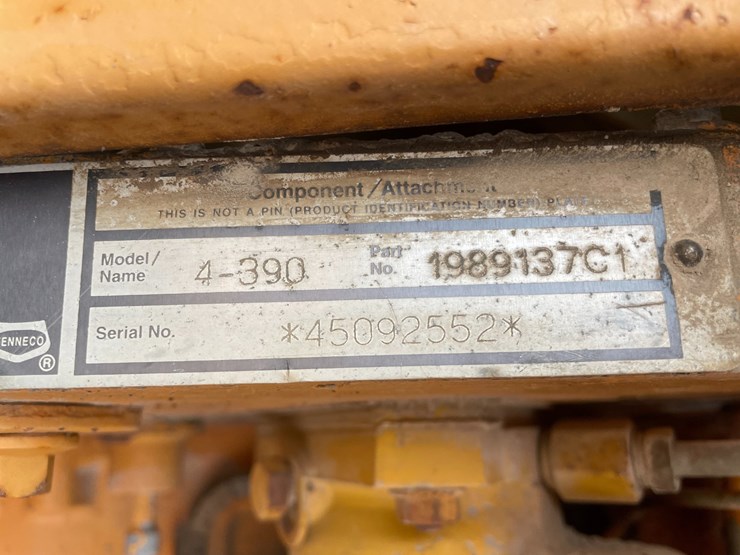 Component/Attachment
THIS IS NOT A PIN (PRODUCT IDENTIFICATION NUMBER) PLATE
Model/
Name 4-390 Part
No. 1989137C1
Serial No. *45092552*
TENNECO
®